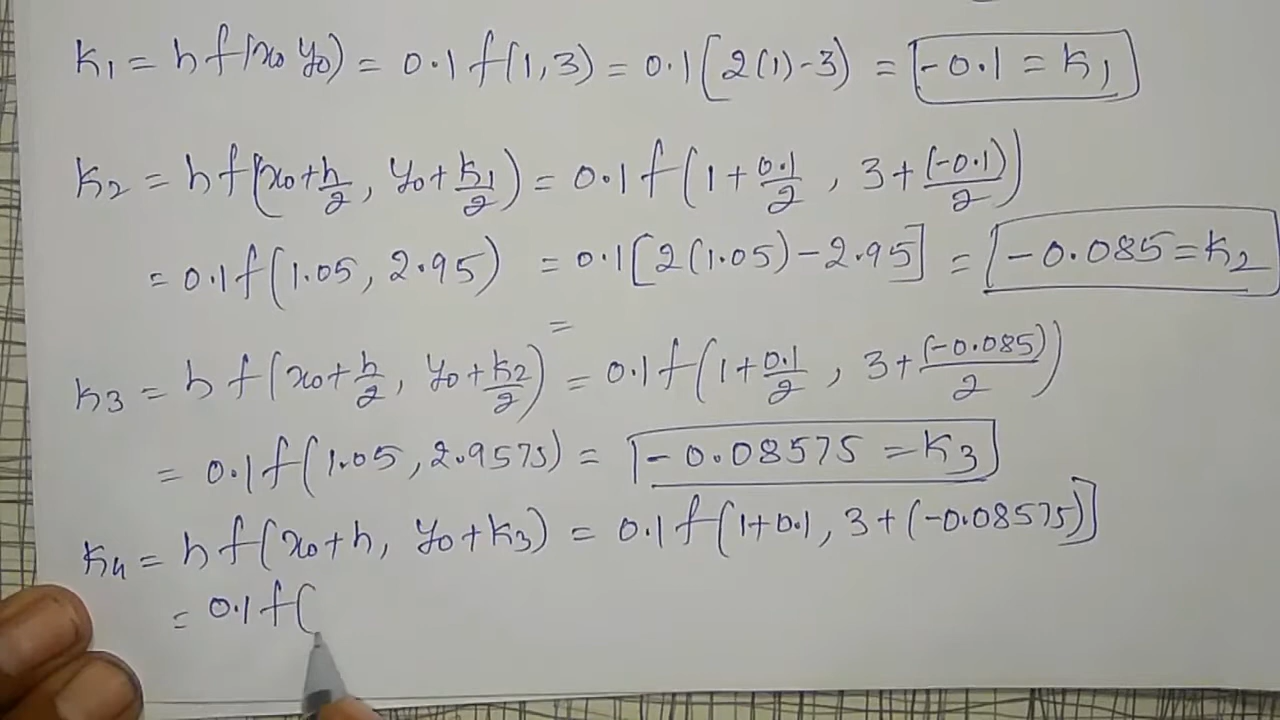 K1 = hf(x0 y0) = 0.1 f(1,3) = 0.1[2(1)-3) = -0.1 = K1
K2 = hf(x0+h/2, y0+K1/2) = 0.1 f(1+0.1/2, 3+(-0.1)/2)
= 0.1 f(1.05, 2.95) = 0.1[2(1.05)-2.95] = -0.085=K2
=
K3 = hf(x0+h/2, y0+K2/2) = 0.1 f(1+0.1/2, 3+(-0.085)/2)
= 0.1 f(1.05, 2.9575) = -0.08575 = K3
K4 = hf(x0+h, y0+K3) = 0.1 f(1+0.1, 3+(-0.08575)]
= 0.1 f(